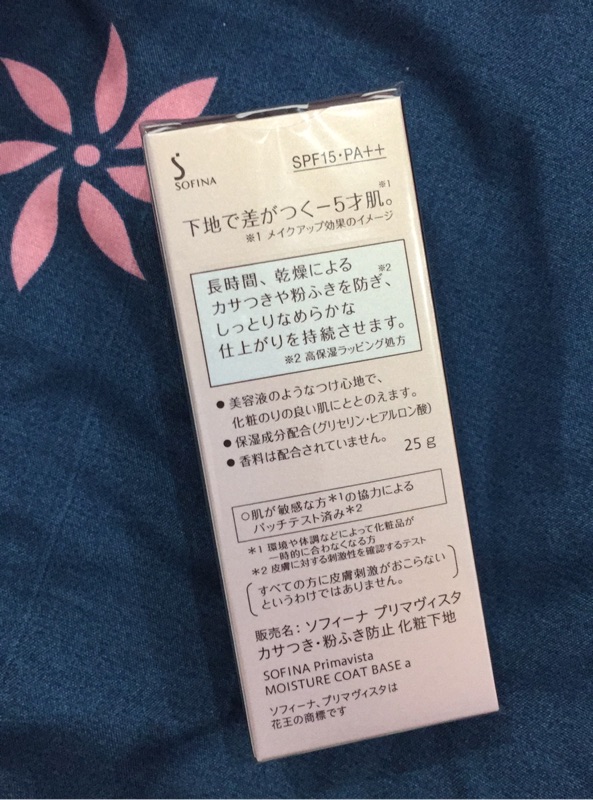 SOFINA
SPF15・PA++
下地で差がつくー5才肌。※1
※1 メイクアップ効果のイメージ
長時間、乾燥による
カサつきや粉ふきを防ぎ、※2
しっとりなめらかな
仕上がりを持続させます。
※2 高保湿ラッピング処方
● 美容液のようなつけ心地で、
化粧のりの良い肌にととのえます。
● 保湿成分配合(グリセリン・ヒアルロン酸)
● 香料は配合されていません。
25 g
○肌が敏感な方*1の協力による
パッチテスト済み*2
*1 環境や体調などによって化粧品が
一時的に合わなくなる方
*2 皮膚に対する刺激性を確認するテスト
(すべての方に皮膚刺激がおこらない
というわけではありません。)
販売名:ソフィーナ プリマヴィスタ
カサつき・粉ふき防止 化粧下地
SOFINA Primavista
MOISTURE COAT BASE a
ソフィーナ、プリマヴィスタは
花王の商標です